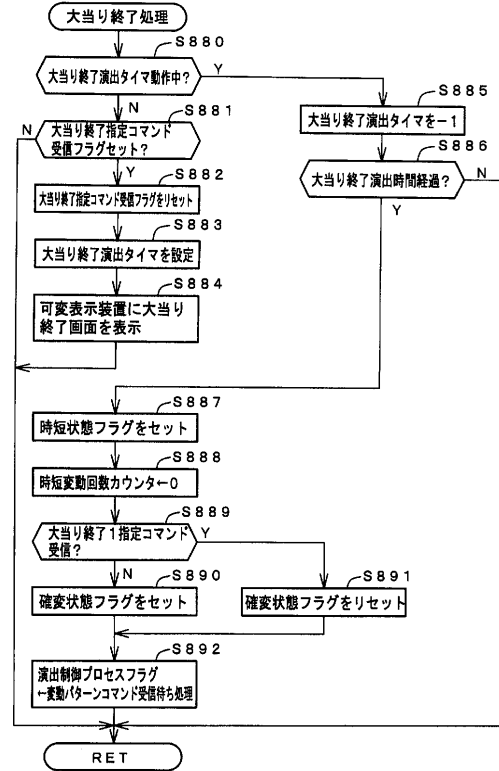 大当り終了処理
S880
大当り終了演出タイマ動作中?
Y
N
S881
N
大当り終了指定コマンド
受信フラグセット?
Y
S882
大当り終了指定コマンド受信フラグをリセット
S883
大当り終了演出タイマを設定
S884
可変表示装置に大当り
終了画面を表示
S885
大当り終了演出タイマを－1
S886
大当り終了演出時間経過?
N
Y
S887
時短状態フラグをセット
S888
時短変動回数カウンタ←0
S889
大当り終了1指定コマンド
受信?
Y
N
S890
確変状態フラグをセット
S891
確変状態フラグをリセット
S892
演出制御プロセスフラグ
←変動パターンコマンド受信待ち処理
RET